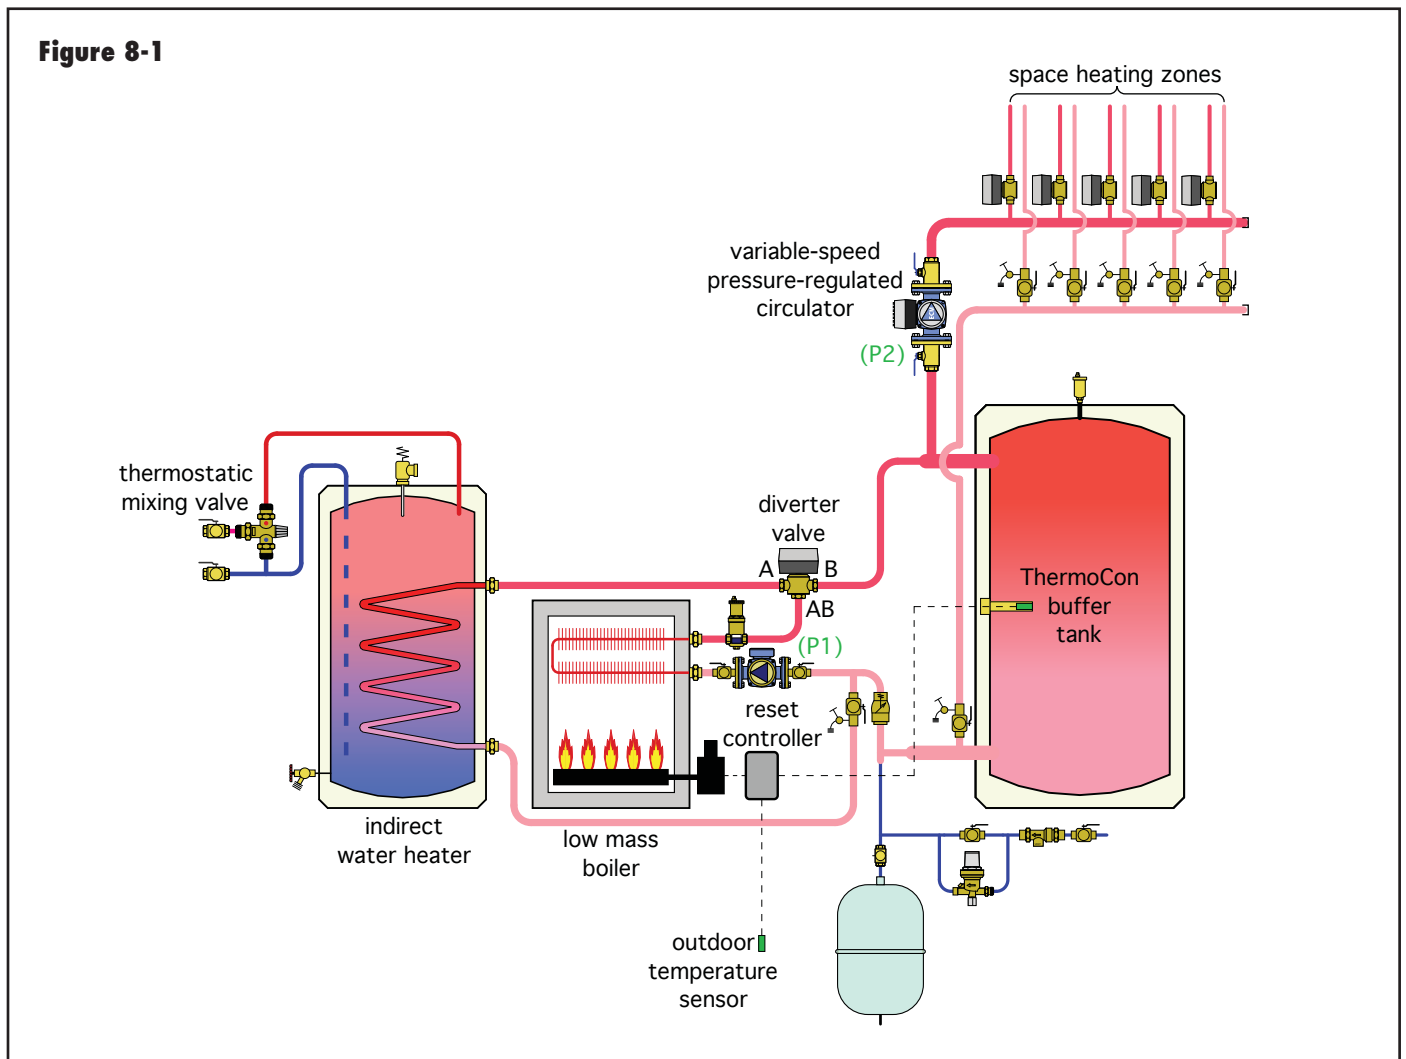 Figure 8-1
space heating zones
variable-speed
pressure-regulated
circulator
(P2)
thermostatic
mixing valve
diverter
valve
A
B
AB
(P1)
ThermoCon
buffer
tank
reset
controller
indirect
water heater
low mass
boiler
outdoor
temperature
sensor